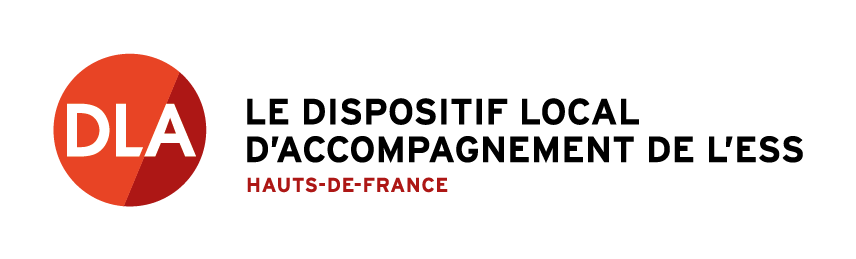 DLA
LE DISPOSITIF LOCAL
D'ACCOMPAGNEMENT DE L'ESS
HAUTS-DE-FRANCE